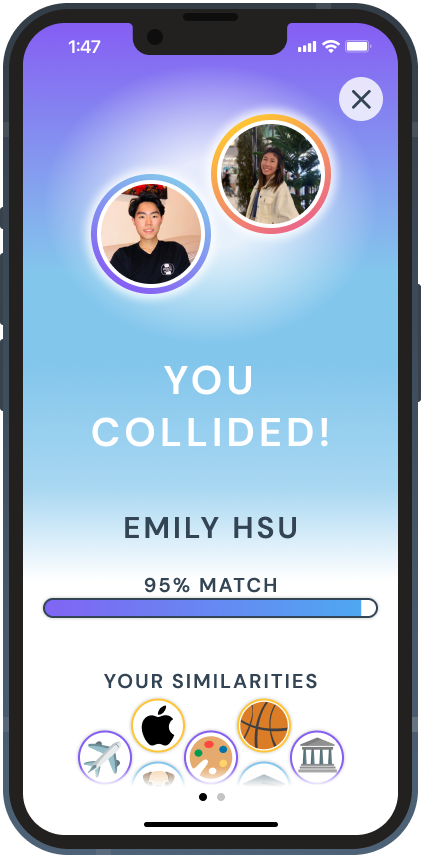 1:47
YOU
COLLIDED!
EMILY HSU
95% MATCH
YOUR SIMILARITIES